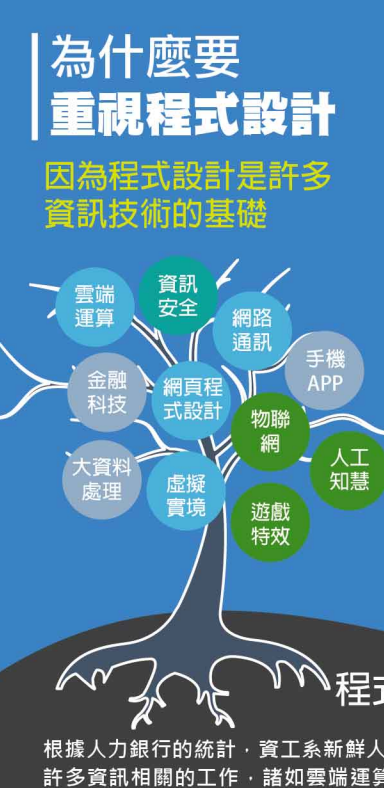 為什麼要
重視程式設計
因為程式設計是許多
資訊技術的基礎
雲端
運算
資訊
安全
網路
通訊
手機
APP
金融
科技
網頁程
式設計
物聯
網
人工
知慧
大資料
處理
虛擬
實境
遊戲
特效
程式
根據人力銀行的統計，資工系新鮮人
許多資訊相關的工作，諸如雲端運算